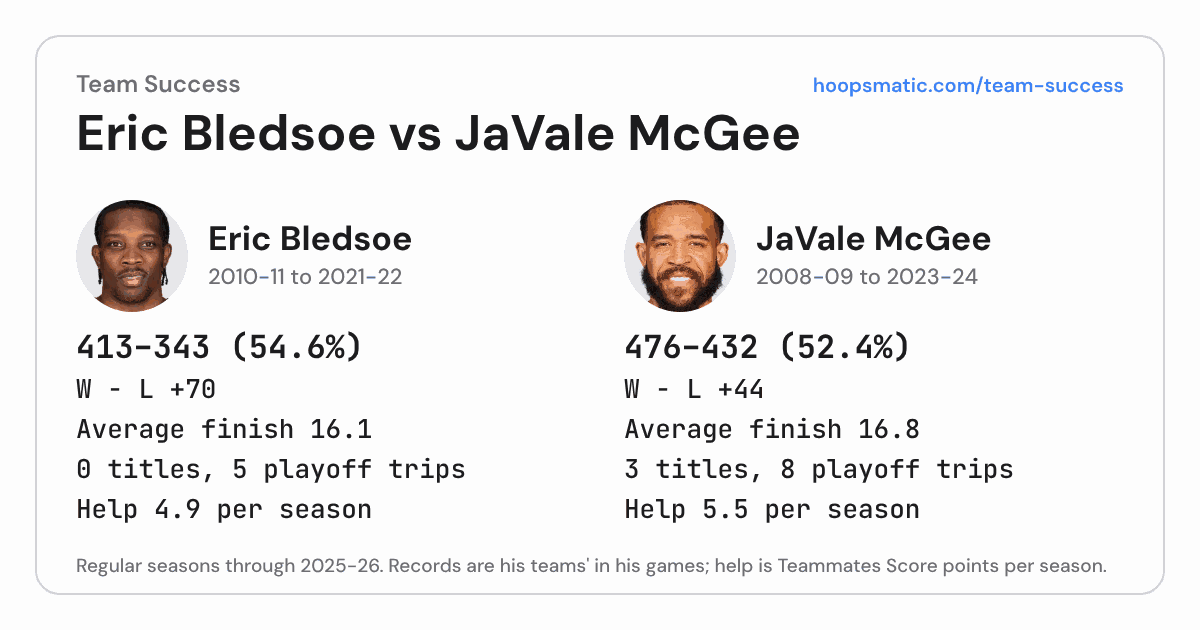 Team Success
hoopsmatic.com/team-success
Eric Bledsoe vs JaVale McGee
Eric Bledsoe
2010-11 to 2021-22
413-343 (54.6%)
W - L +70
Average finish 16.1
0 titles, 5 playoff trips
Help 4.9 per season
JaVale McGee
2008-09 to 2023-24
476-432 (52.4%)
W - L +44
Average finish 16.8
3 titles, 8 playoff trips
Help 5.5 per season
Regular seasons through 2025-26. Records are his teams' in his games; help is Teammates Score points per season.